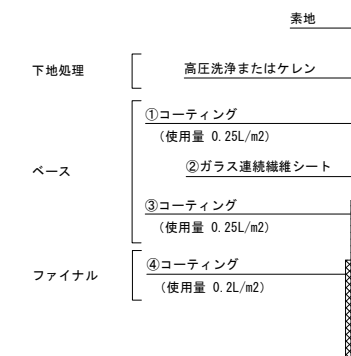 素地
下地処理
高圧洗浄またはケレン
①コーティング
(使用量 0.25L/m2)
ベース
②ガラス連続繊維シート
③コーティング
(使用量 0.25L/m2)
ファイナル
④コーティング
(使用量 0.2L/m2)